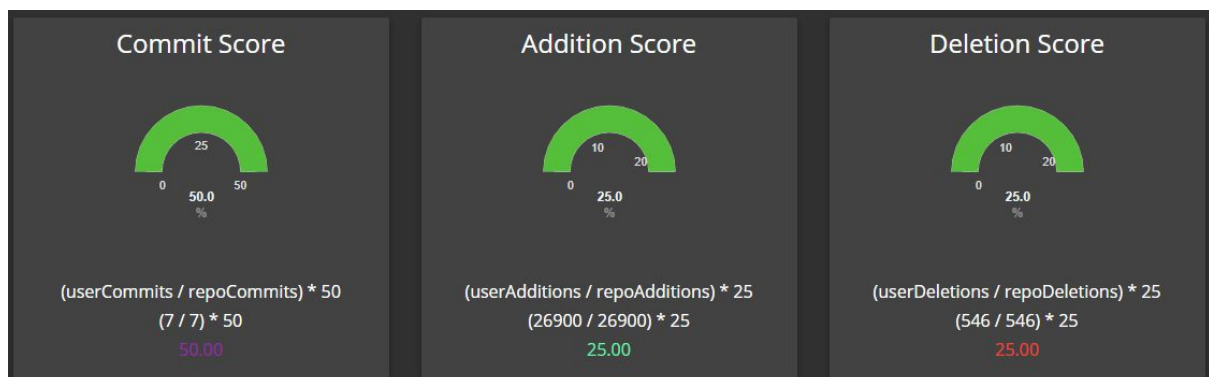 Commit Score
25
0
50
50.0
%
(userCommits / repoCommits) * 50
(7 / 7) * 50
50.00
Addition Score
10
20
0
25.0
%
(userAdditions / repoAdditions) * 25
(26900 / 26900) * 25
25.00
Deletion Score
10
20
0
25.0
%
(userDeletions / repoDeletions) * 25
(546 / 546) * 25
25.00